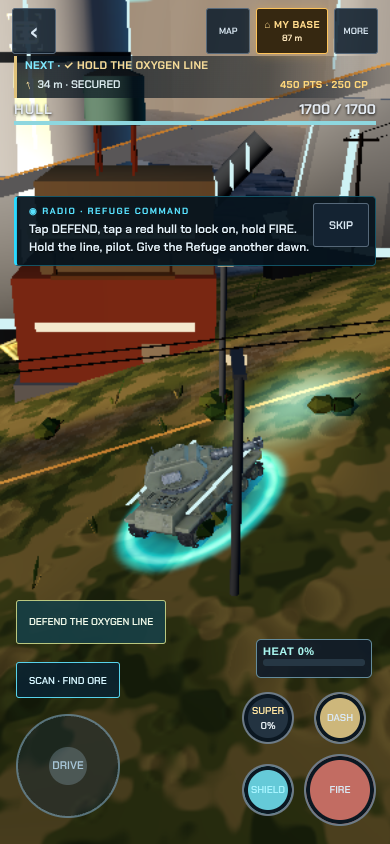 ‹
MAP
⌂ MY BASE
87 m
MORE
NEXT · ✓ HOLD THE OXYGEN LINE
34 m · SECURED
450 PTS · 250 CP
HULL
1700 / 1700
◉ RADIO · REFUGE COMMAND
Tap DEFEND, tap a red hull to lock on, hold FIRE.
Hold the line, pilot. Give the Refuge another dawn.
SKIP
DEFEND THE OXYGEN LINE
HEAT 0%
SCAN · FIND ORE
SUPER
0%
DASH
DRIVE
SHIELD
FIRE